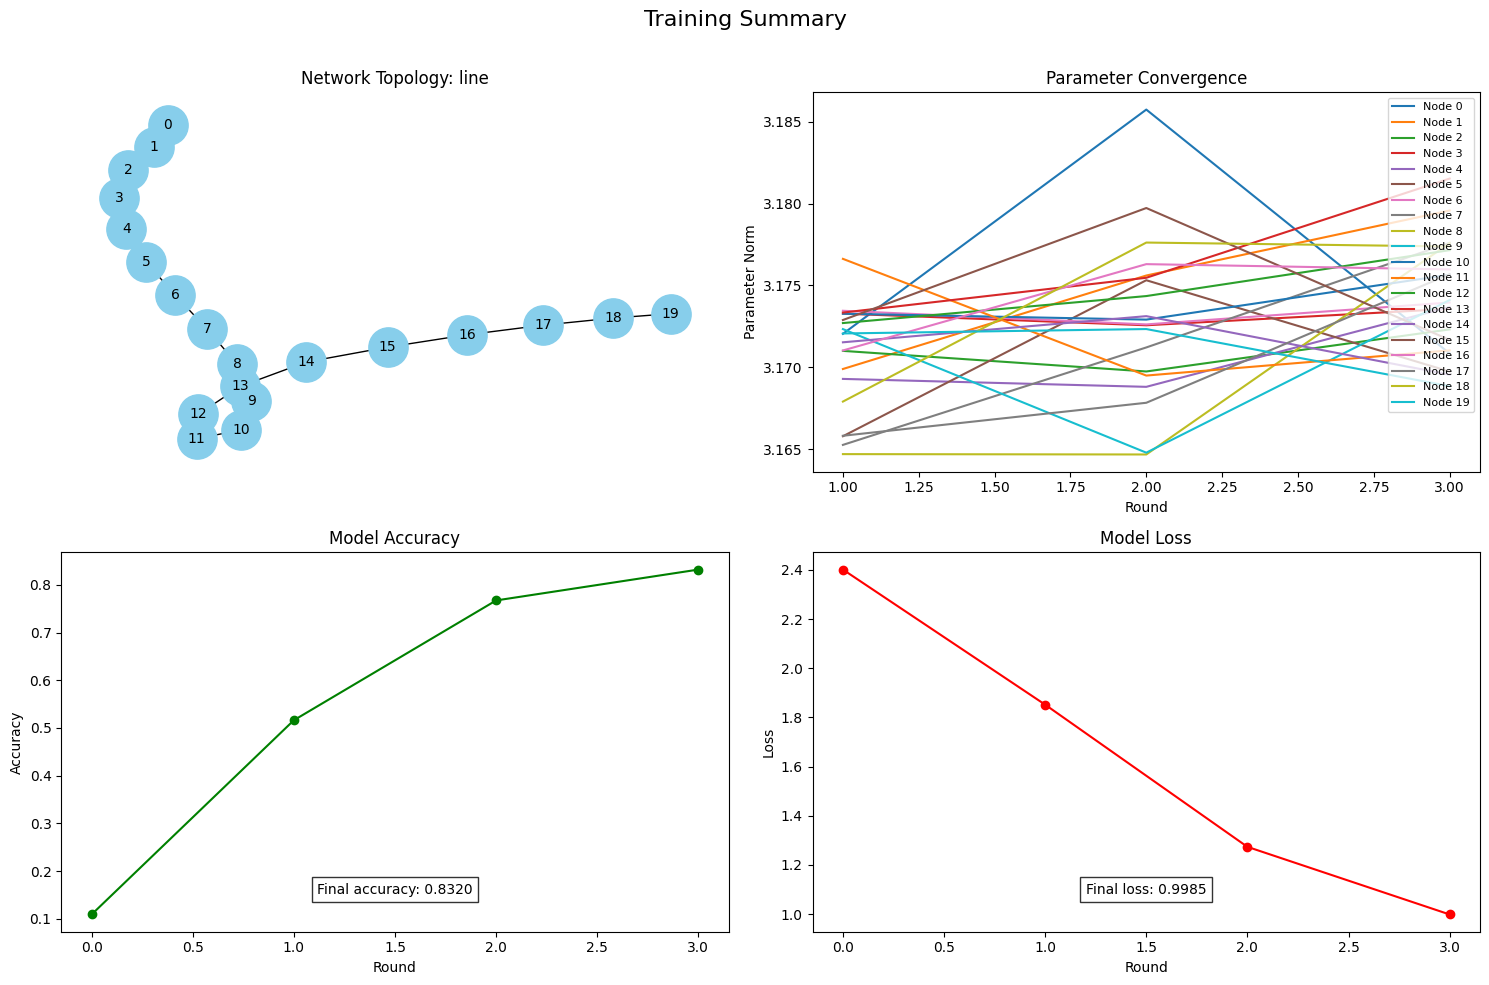 Training Summary
Network Topology: line
0
1
2
3
4
5
6
7
8
13
9
12
10
11
14
15
16
17
18
19
Parameter Convergence
Parameter Norm
3.185
3.180
3.175
3.170
3.165
Node 0
Node 1
Node 2
Node 3
Node 4
Node 5
Node 6
Node 7
Node 8
Node 9
Node 10
Node 11
Node 12
Node 13
Node 14
Node 15
Node 16
Node 17
Node 18
Node 19
1.00 1.25 1.50 1.75 2.00 2.25 2.50 2.75 3.00
Round
Model Accuracy
Accuracy
0.8
0.7
0.6
0.5
0.4
0.3
0.2
0.1
Final accuracy: 0.8320
0.0 0.5 1.0 1.5 2.0 2.5 3.0
Round
Model Loss
Loss
2.4
2.2
2.0
1.8
1.6
1.4
1.2
1.0
Final loss: 0.9985
0.0 0.5 1.0 1.5 2.0 2.5 3.0
Round